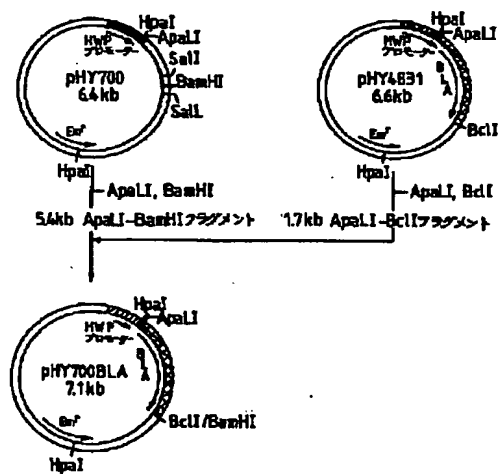 HpaI
ApaLI
MWP
プロモーター
SalI
BamHI
SalI
pHY700
6.4kb
Emʳ
HpaI
HpaI
ApaLI
MWP
プロモーター
BLA
pHY4831
6.6kb
BclI
Emʳ
HpaI
ApaLI, BamHI
ApaLI, BclI
5.4kb ApaLI-BamHIフラグメント
1.7kb ApaLI-BclIフラグメント
HpaI
ApaLI
MWP
プロモーター
BLA
pHY700BLA
7.1kb
Emʳ
BclI/BamHI
HpaI